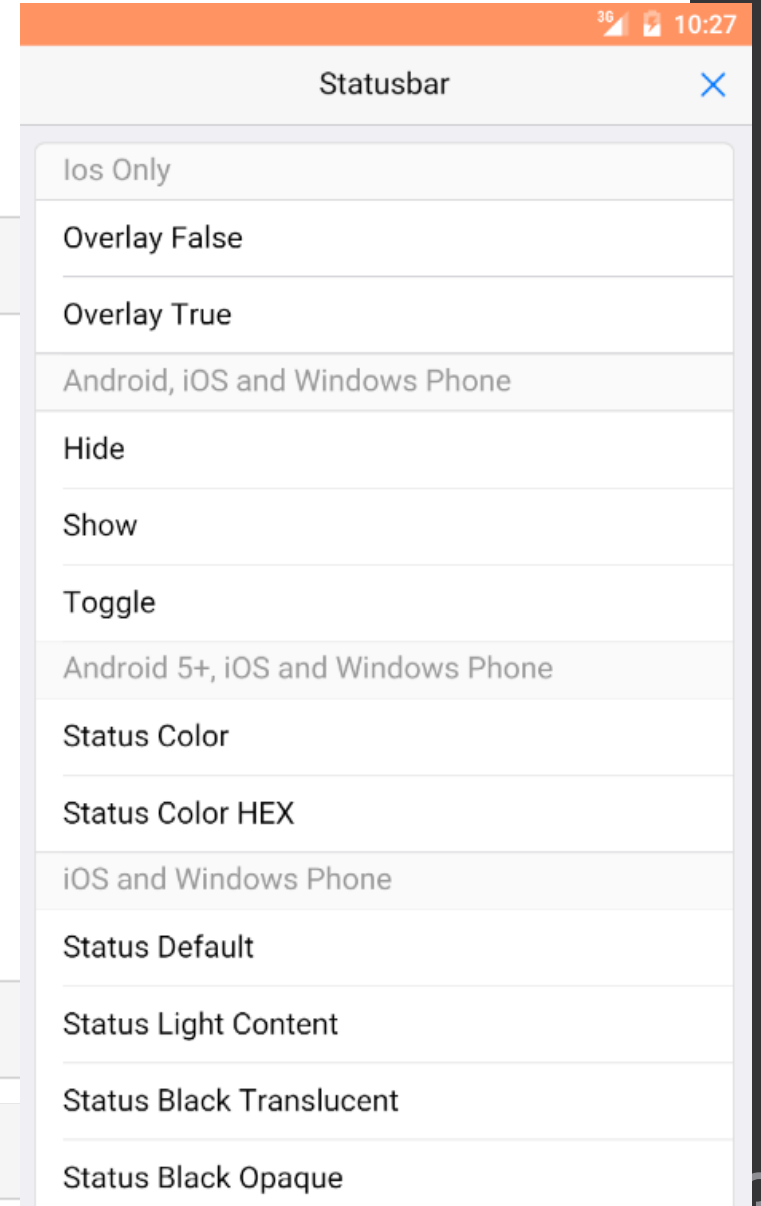 3G 10:27
Statusbar
Ios Only
Overlay False
Overlay True
Android, iOS and Windows Phone
Hide
Show
Toggle
Android 5+, iOS and Windows Phone
Status Color
Status Color HEX
iOS and Windows Phone
Status Default
Status Light Content
Status Black Translucent
Status Black Opaque